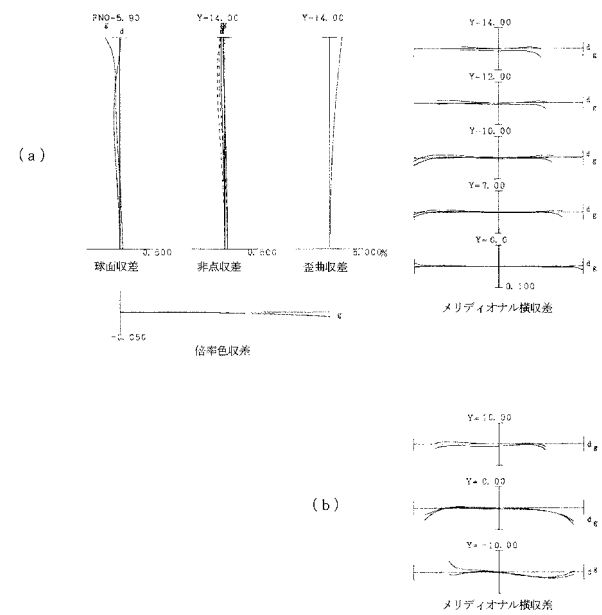 (a)
FNO=5.90
g
d
0.500
球面収差
Y=14.00
0.500
非点収差
Y=14.00
5.000%
歪曲収差
g
-0.050
倍率色収差
Y=14.00
d
g
Y=12.00
d
g
Y=10.00
d
g
Y=7.00
d
g
Y=0.0
d
g
0.100
メリディオナル横収差
(b)
Y=10.00
d
g
Y=0.00
d
g
Y=-10.00
d
g
メリディオナル横収差